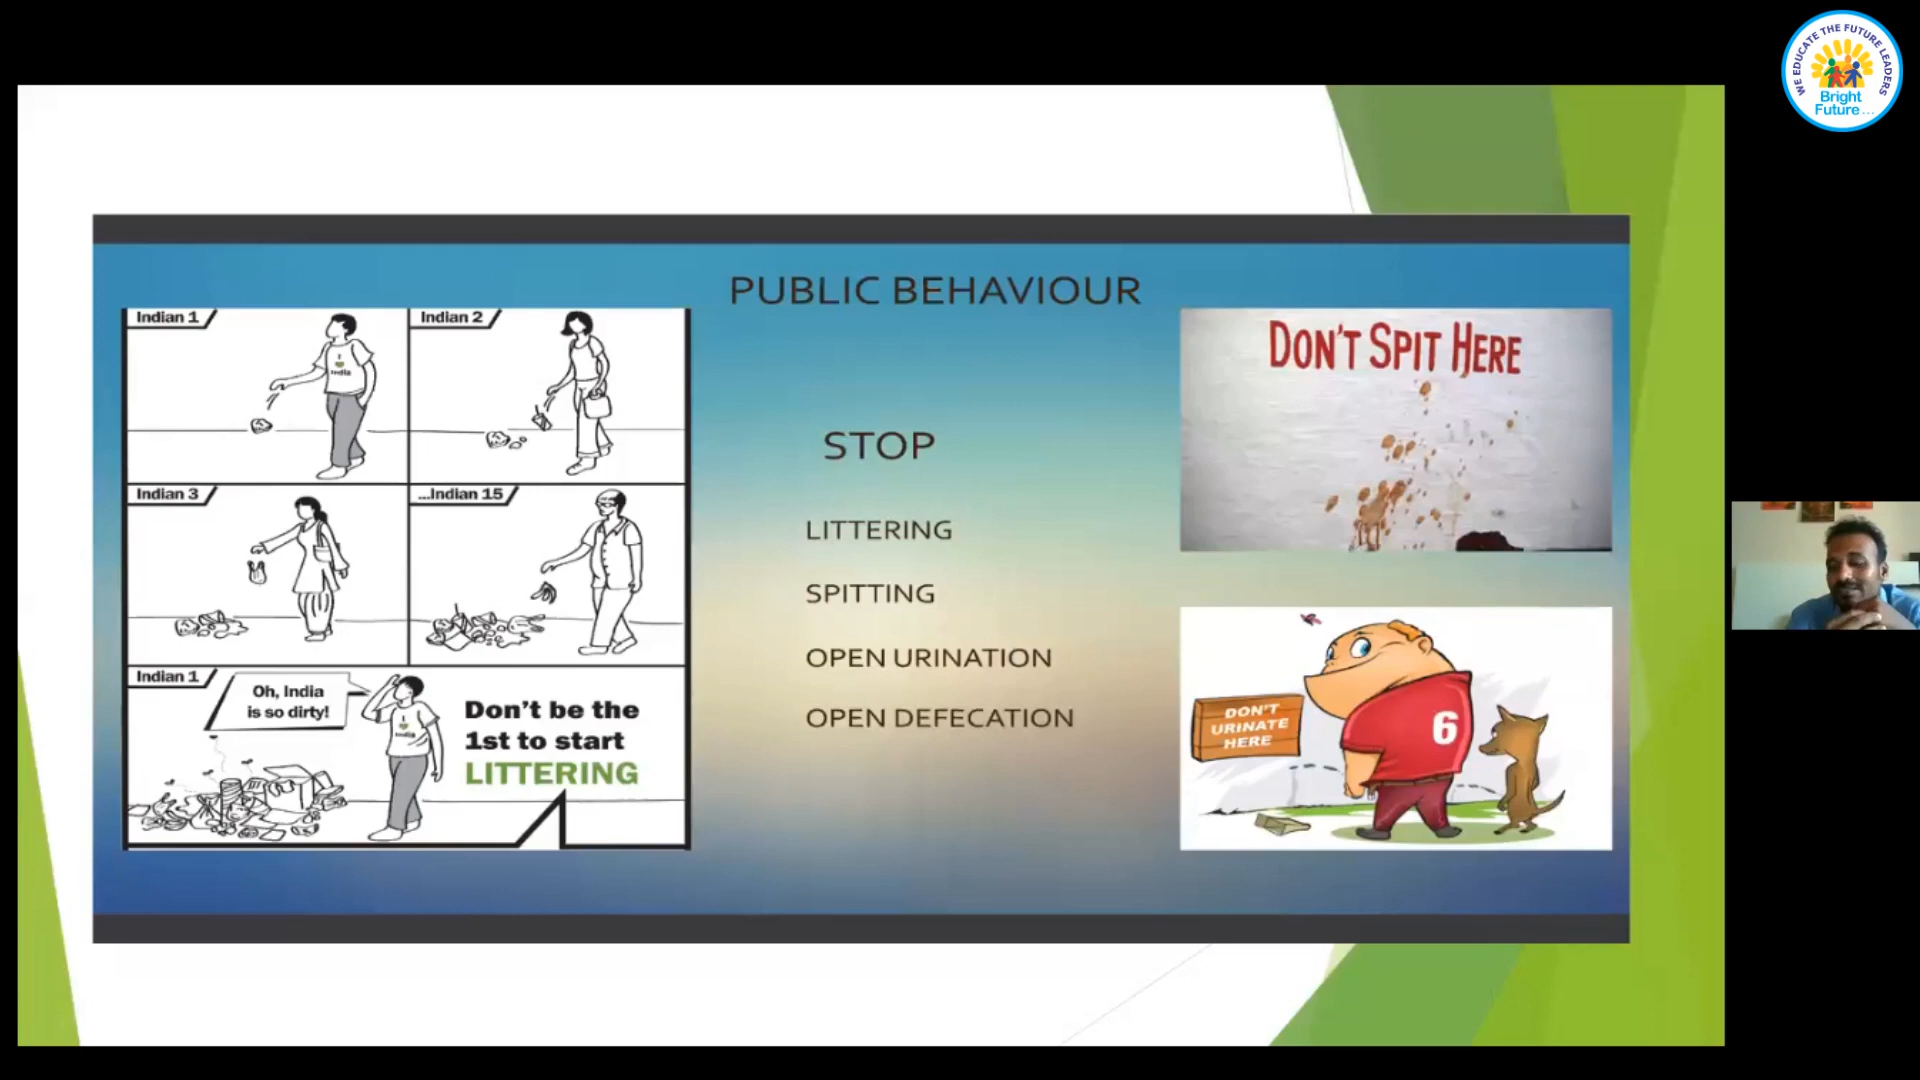 WE EDUCATE THE FUTURE LEADERS
Bright
Future...
PUBLIC BEHAVIOUR
Indian 1
I
India
Indian 2
Indian 3
...Indian 15
Indian 1
Oh, India
is so dirty!
I
India
Don't be the
1st to start
LITTERING
STOP
LITTERING
SPITTING
OPEN URINATION
OPEN DEFECATION
DON'T SPIT HERE
DON'T
URINATE
HERE
6